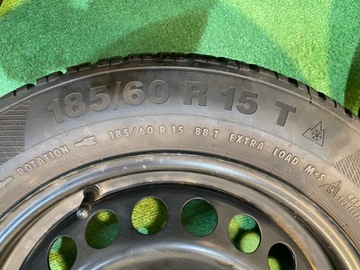 185/60 R 15 T
ROTATION 185/60 R 15 88 T EXTRA LOAD M+S